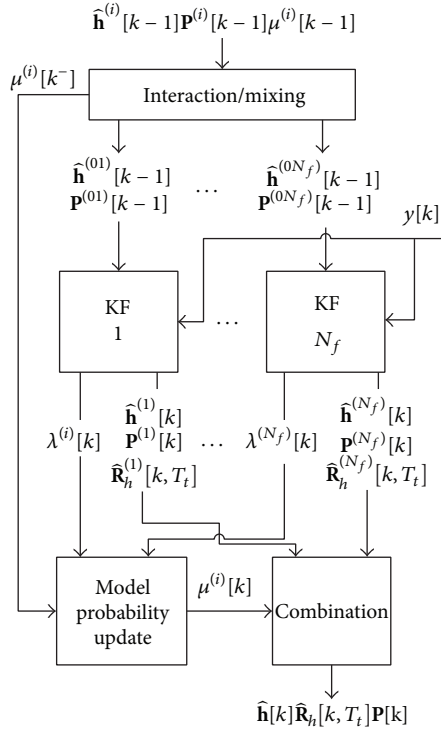 ĥ^(i)[k − 1]P^(i)[k − 1]μ^(i)[k − 1]
μ^(i)[k⁻]
Interaction/mixing
ĥ^(01)[k − 1] ĥ^(0N_f)[k − 1]
P^(01)[k − 1] ... P^(0N_f)[k − 1]
y[k]
KF KF
1 ... N_f
ĥ^(1)[k] ĥ^(N_f)[k]
λ^(i)[k] P^(1)[k] ... λ^(N_f)[k] P^(N_f)[k]
R̂_h^(1)[k, T_t] R̂_h^(N_f)[k, T_t]
Model
probability
update
μ^(i)[k]
Combination
ĥ[k]R̂_h[k, T_t]P[k]